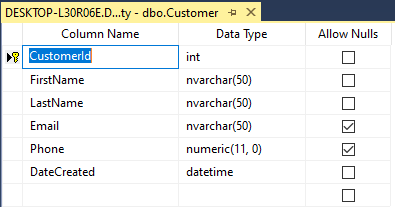 DESKTOP-L30R06E.D...ty - dbo.Customer
Column Name Data Type Allow Nulls
CustomerId int
FirstName nvarchar(50)
LastName nvarchar(50)
Email nvarchar(50)
Phone numeric(11, 0)
DateCreated datetime